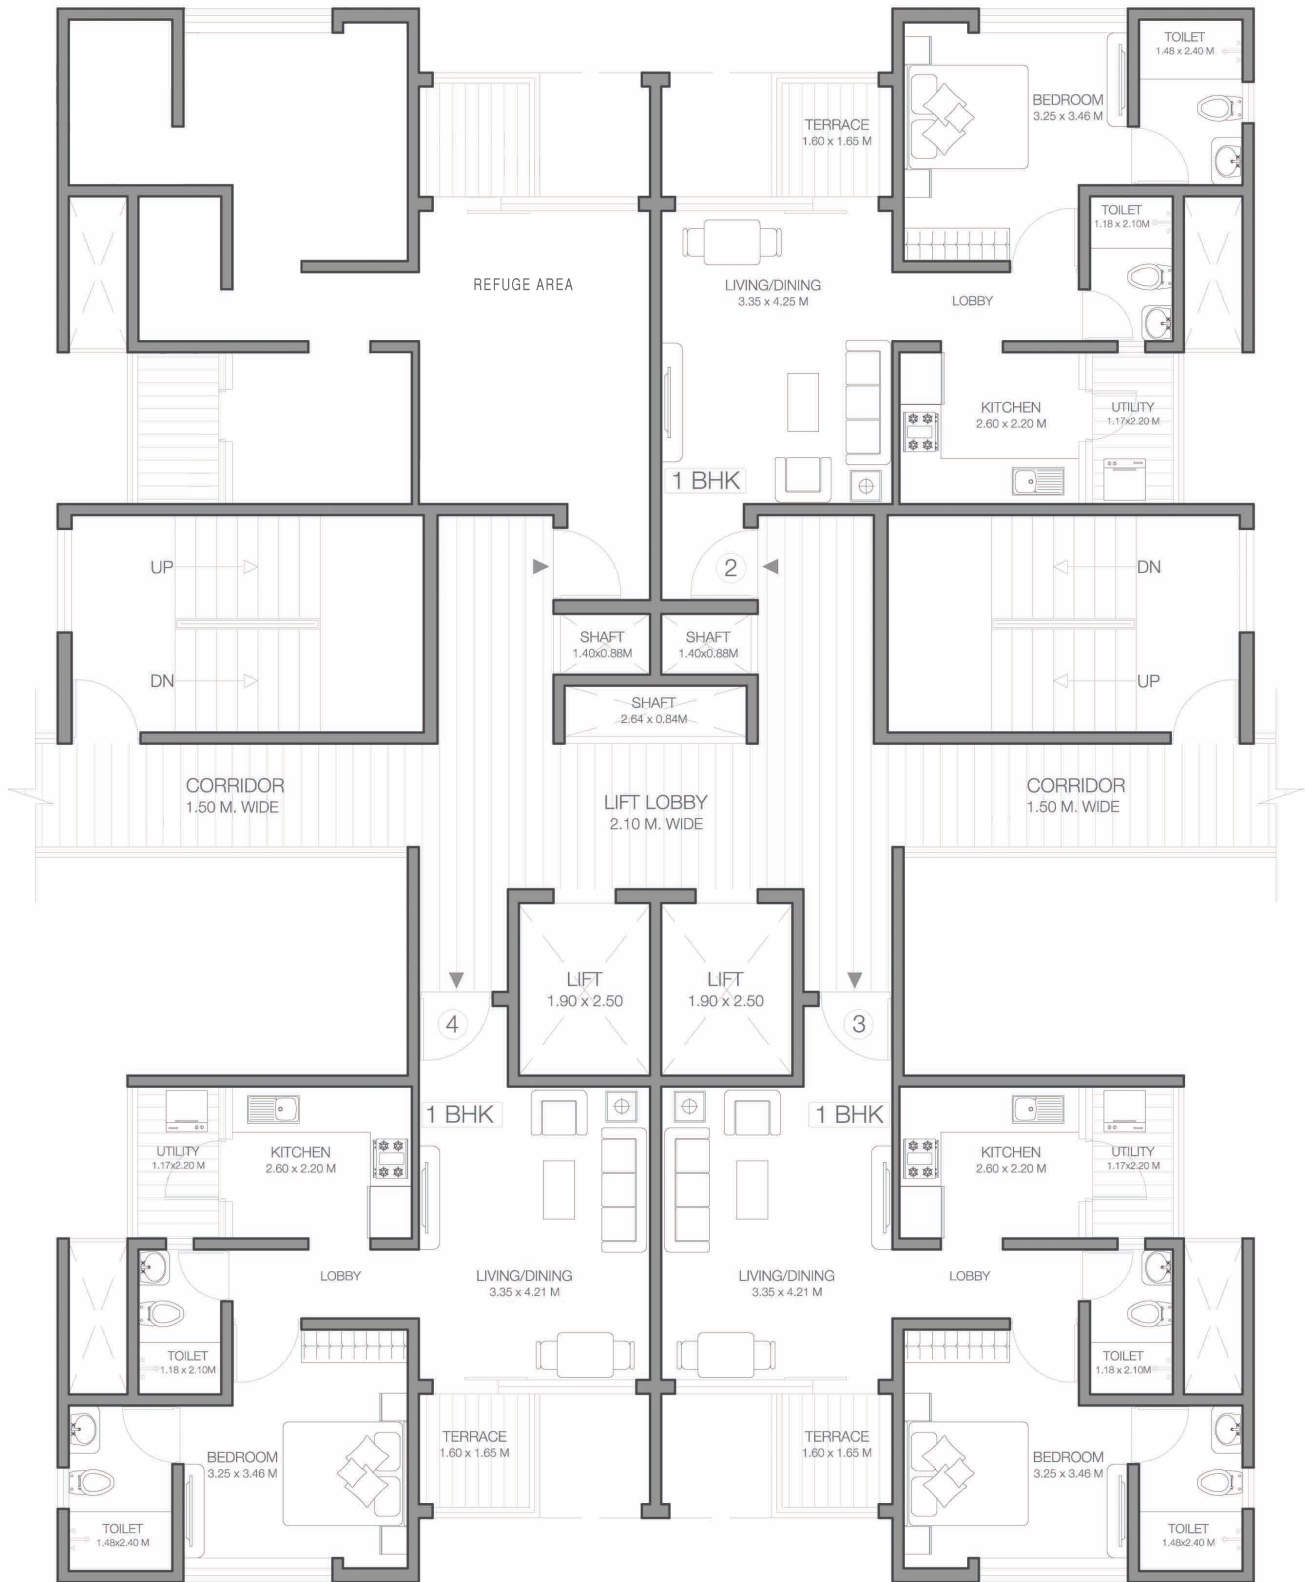 TOILET
1.48 x 2.40 M
BEDROOM
3.25 x 3.46 M
TERRACE
1.60 x 1.65 M
TOILET
1.18 x 2.10M
REFUGE AREA
LIVING/DINING
3.35 x 4.25 M
LOBBY
KITCHEN
2.60 x 2.20 M
UTILITY
1.17x2.20 M
1 BHK
UP
2
DN
SHAFT
1.40x0.88M
SHAFT
1.40x0.88M
DN
UP
SHAFT
2.64 x 0.84M
CORRIDOR
1.50 M. WIDE
LIFT LOBBY
2.10 M. WIDE
CORRIDOR
1.50 M. WIDE
LIFT
1.90 x 2.50
LIFT
1.90 x 2.50
4
3
1 BHK
1 BHK
UTILITY
1.17x2.20 M
KITCHEN
2.60 x 2.20 M
KITCHEN
2.60 x 2.20 M
UTILITY
1.17x2.20 M
LOBBY
LIVING/DINING
3.35 x 4.21 M
LIVING/DINING
3.35 x 4.21 M
LOBBY
TOILET
1.18 x 2.10M
TOILET
1.18 x 2.10M
TERRACE
1.60 x 1.65 M
TERRACE
1.60 x 1.65 M
BEDROOM
3.25 x 3.46 M
BEDROOM
3.25 x 3.46 M
TOILET
1.48x2.40 M
TOILET
1.48x2.40 M